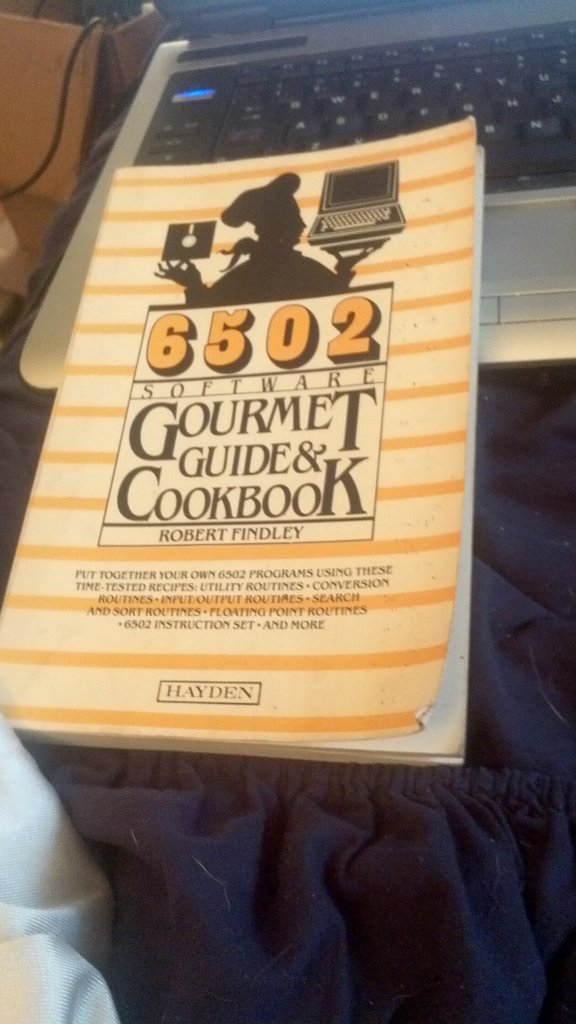 6502
SOFTWARE
GOURMET
GUIDE &
COOKBOOK
ROBERT FINDLEY
PUT TOGETHER YOUR OWN 6502 PROGRAMS USING THESE
TIME-TESTED RECIPES: UTILITY ROUTINES • CONVERSION
ROUTINES • INPUT/OUTPUT ROUTINES • SEARCH
AND SORT ROUTINES • FLOATING POINT ROUTINES
• 6502 INSTRUCTION SET • AND MORE
HAYDEN